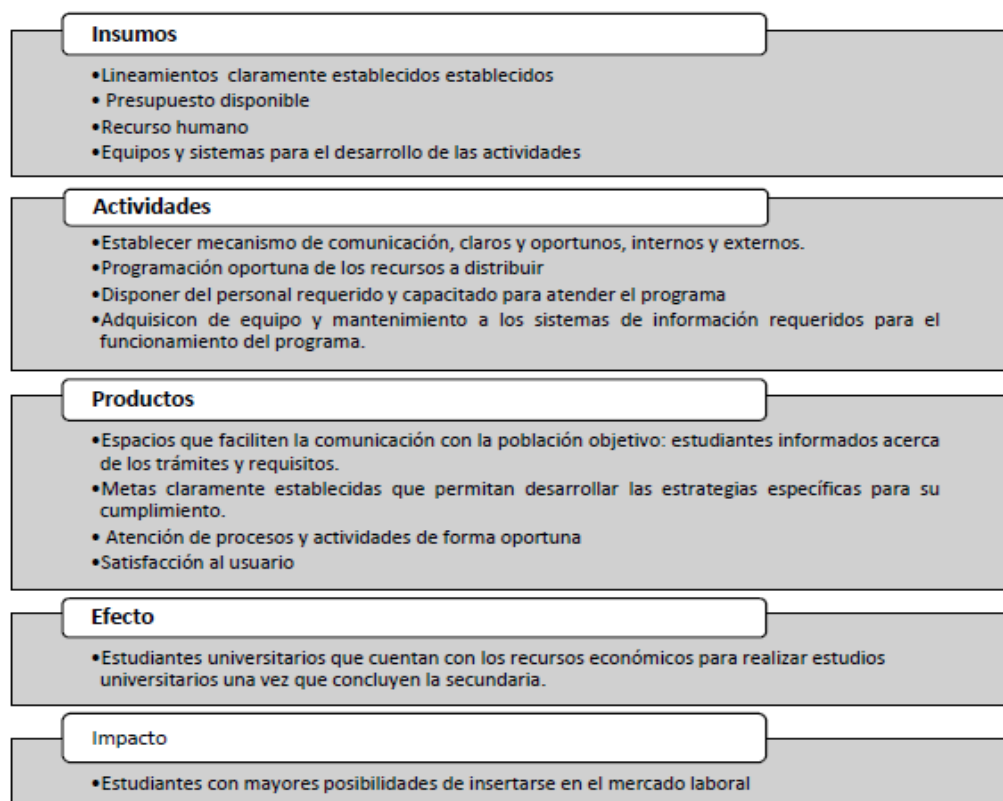 Insumos
•Lineamientos claramente establecidos establecidos
• Presupuesto disponible
•Recurso humano
•Equipos y sistemas para el desarrollo de las actividades
Actividades
•Establecer mecanismo de comunicación, claros y oportunos, internos y externos.
•Programación oportuna de los recursos a distribuir
•Disponer del personal requerido y capacitado para atender el programa
•Adquisicon de equipo y mantenimiento a los sistemas de información requeridos para el
funcionamiento del programa.
Productos
•Espacios que faciliten la comunicación con la población objetivo: estudiantes informados acerca
de los trámites y requisitos.
•Metas claramente establecidas que permitan desarrollar las estrategias específicas para su
cumplimiento.
• Atención de procesos y actividades de forma oportuna
•Satisfacción al usuario
Efecto
•Estudiantes universitarios que cuentan con los recursos económicos para realizar estudios
universitarios una vez que concluyen la secundaria.
Impacto
•Estudiantes con mayores posibilidades de insertarse en el mercado laboral